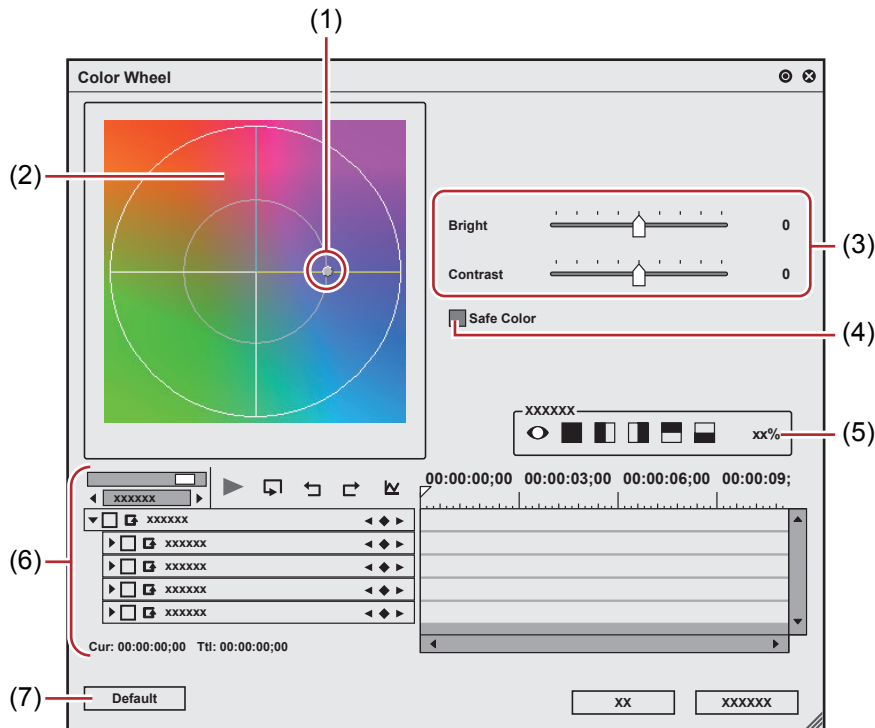 (1)
Color Wheel
(2)
Bright 0
(3)
Contrast 0
Safe Color
(4)
xxxxxx
xx%
(5)
00:00:00;00 00:00:03;00 00:00:06;00 00:00:09;
xxxxxx
xxxxxx
xxxxxx
(6)
xxxxxx
xxxxxx
xxxxxx
Cur: 00:00:00;00 Ttl: 00:00:00;00
(7)
Default
xx
xxxxxx